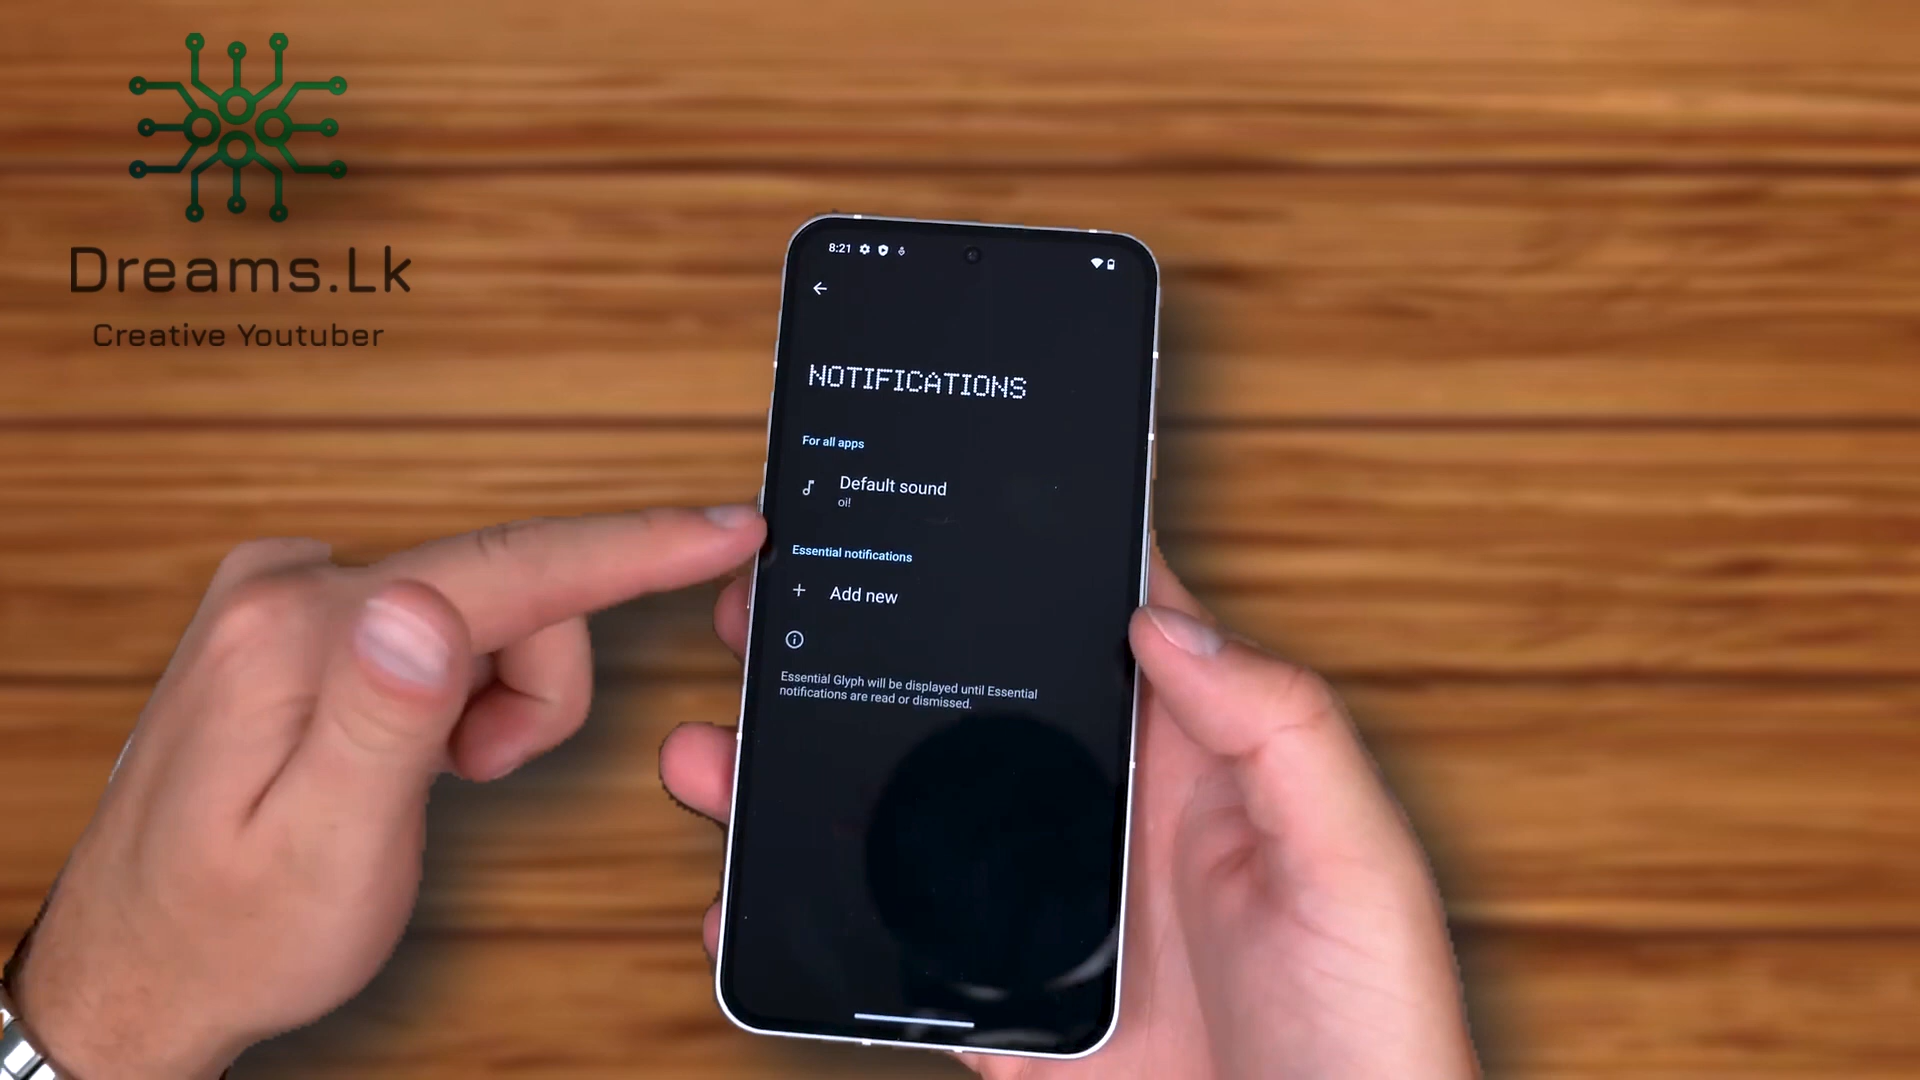 Dreams.Lk
Creative Youtuber
8:21
NOTIFICATIONS
For all apps
Default sound
oi!
Essential notifications
Add new
Essential Glyph will be displayed until Essential
notifications are read or dismissed.